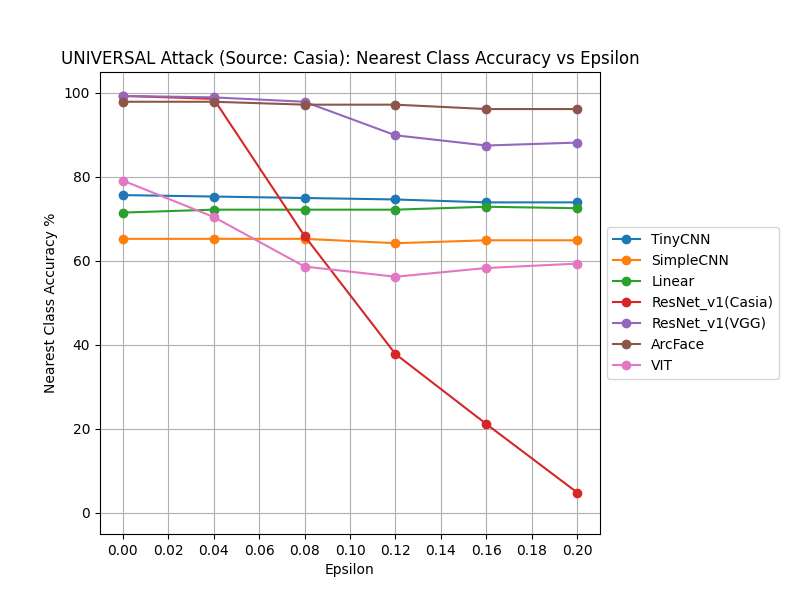 UNIVERSAL Attack (Source: Casia): Nearest Class Accuracy vs Epsilon
Nearest Class Accuracy %
100
80
60
40
20
0
0.00 0.02 0.04 0.06 0.08 0.10 0.12 0.14 0.16 0.18 0.20
Epsilon
TinyCNN
SimpleCNN
Linear
ResNet_v1(Casia)
ResNet_v1(VGG)
ArcFace
VIT